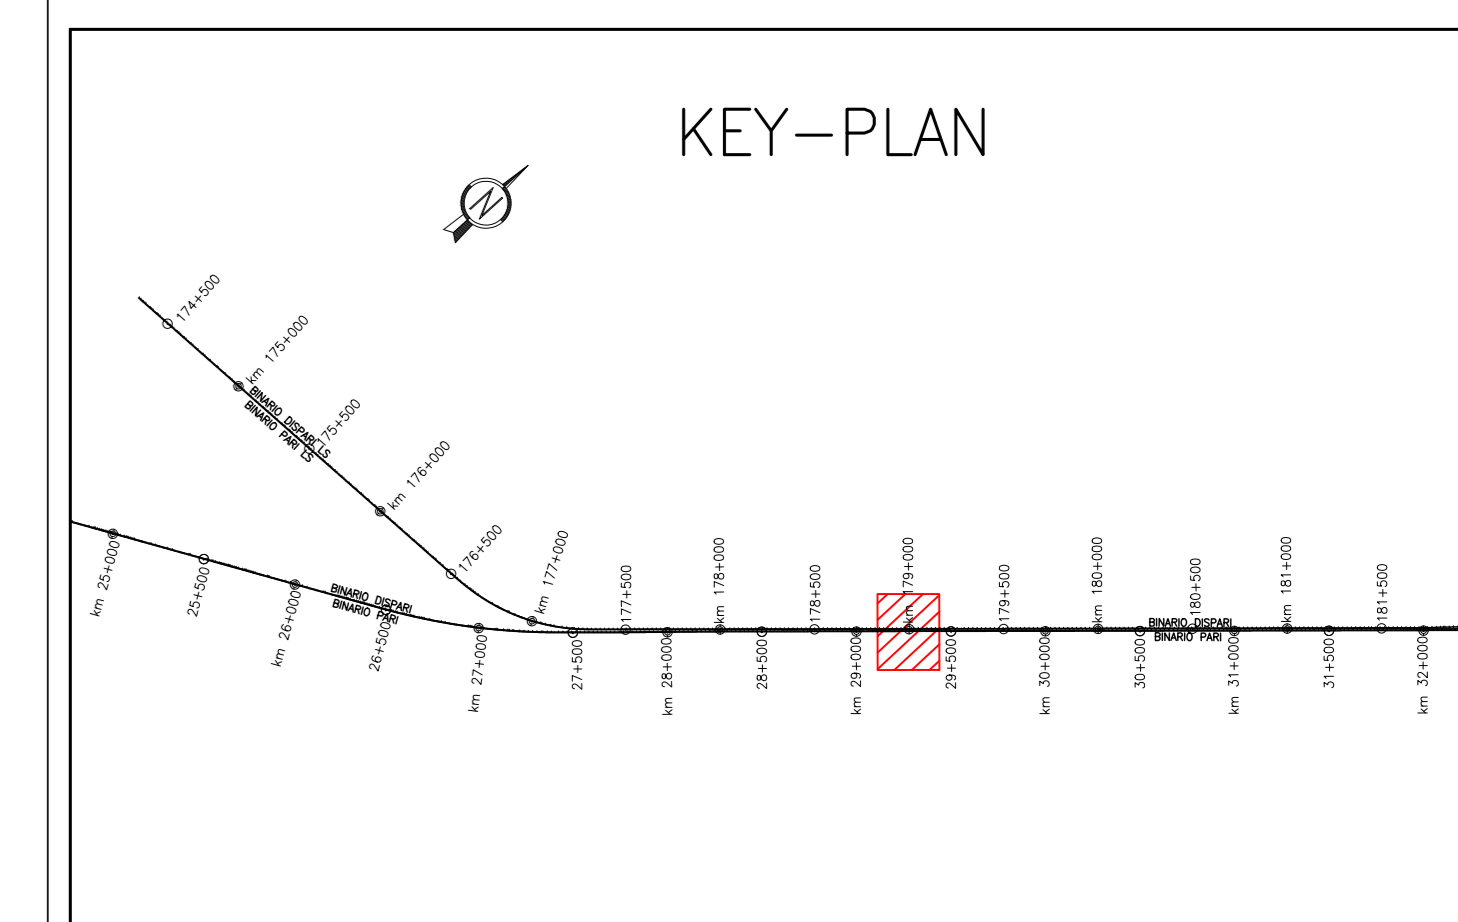 KEY-PLAN
N
174+500
km 175+000
BINARIO DISPARI LS
BINARIO PARI LS
175+500
km 176+000
176+500
km 177+000
177+500
km 178+000
178+500
km 179+000
179+500
km 180+000
180+500
km 181+000
181+500
BINARIO DISPARI
BINARIO PARI
BINARIO DISPARI
BINARIO PARI
km 25+000
25+500
km 26+000
26+500
km 27+000
27+500
km 28+000
28+500
km 29+000
29+500
km 30+000
30+500
km 31+000
31+500
km 32+000